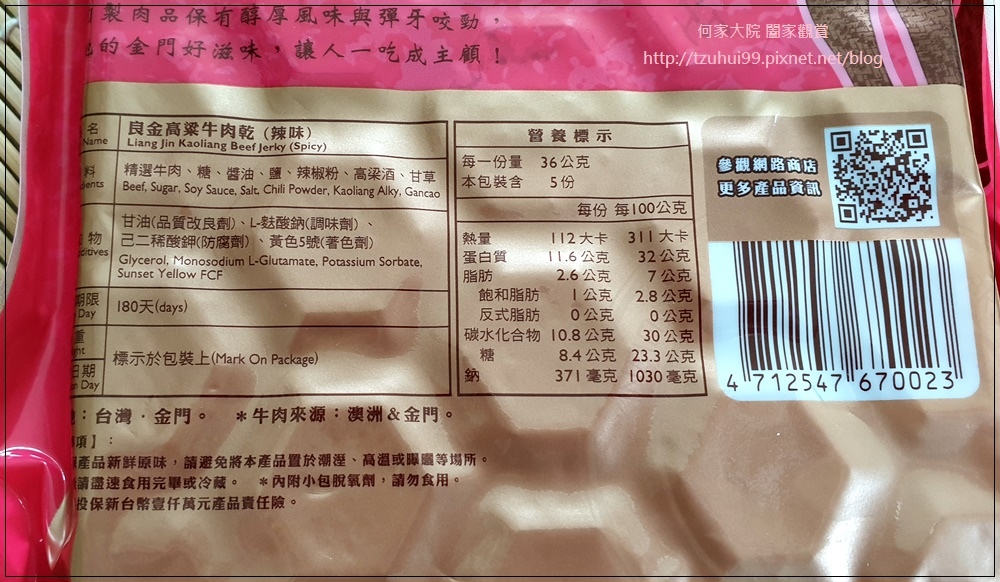 製肉品保有醇厚風味與彈牙咬勁，
的金門好滋味，讓人一吃成主顧！
何家大院 闔家觀賞
http://tzuhui99.pixnet.net/blog
名 良金高粱牛肉乾（辣味）
Name Liang Jin Kaoliang Beef Jerky (Spicy)
料 精選牛肉、糖、醬油、鹽、辣椒粉、高梁酒、甘草
dients Beef, Sugar, Soy Sauce, Salt, Chili Powder, Kaoliang Alky, Gancao
甘油(品質改良劑)、L-麩酸鈉(調味劑)、
物 己二稀酸鉀(防腐劑)、黃色5號(著色劑)
ditives Glycerol, Monosodium L-Glutamate, Potassium Sorbate,
Sunset Yellow FCF
期限 180天(days)
Day
重
ght
標示於包裝上(Mark On Package)
日期
Day
營養標示
每一份量 36公克
本包裝含 5份
每份 每100公克
熱量 112大卡 311大卡
蛋白質 11.6公克 32公克
脂肪 2.6公克 7公克
飽和脂肪 1公克 2.8公克
反式脂肪 0公克 0公克
碳水化合物 10.8公克 30公克
糖 8.4公克 23.3公克
鈉 371毫克 1030毫克
參觀網路商店
更多產品資訊
4 712547 670023
：台灣．金門。 ＊牛肉來源：澳洲＆金門。
項】：
產品新鮮原味，請避免將本產品置於潮溼、高溫或曝曬等場所。
請盡速食用完畢或冷藏。 ＊內附小包脫氧劑，請勿食用。
投保新台幣壹仟萬元產品責任險。